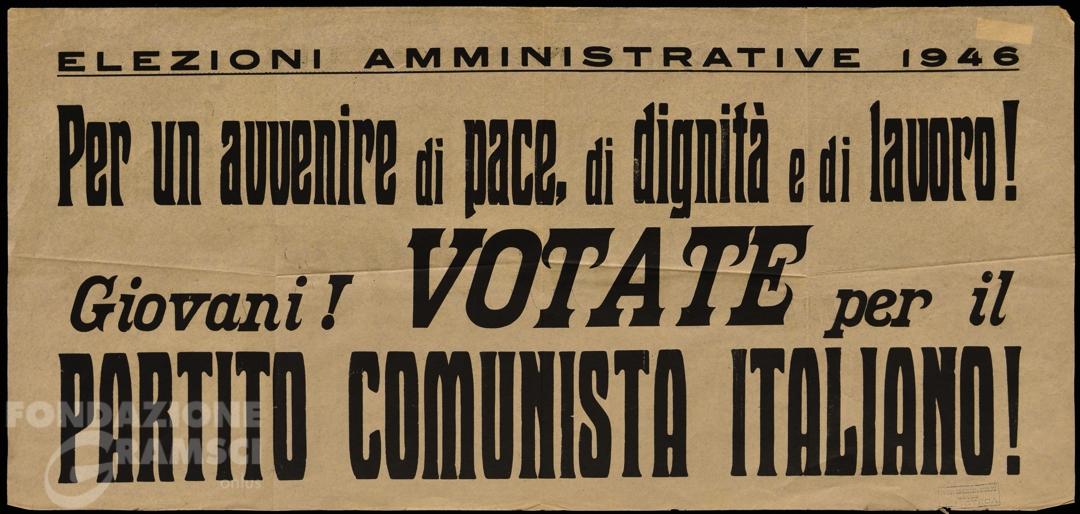 ELEZIONI AMMINISTRATIVE 1946
Per un avvenire di pace, di dignità e di lavoro!
Giovani! VOTATE per il
PARTITO COMUNISTA ITALIANO!
FONDAZIONE
GRAMSCI
onlus